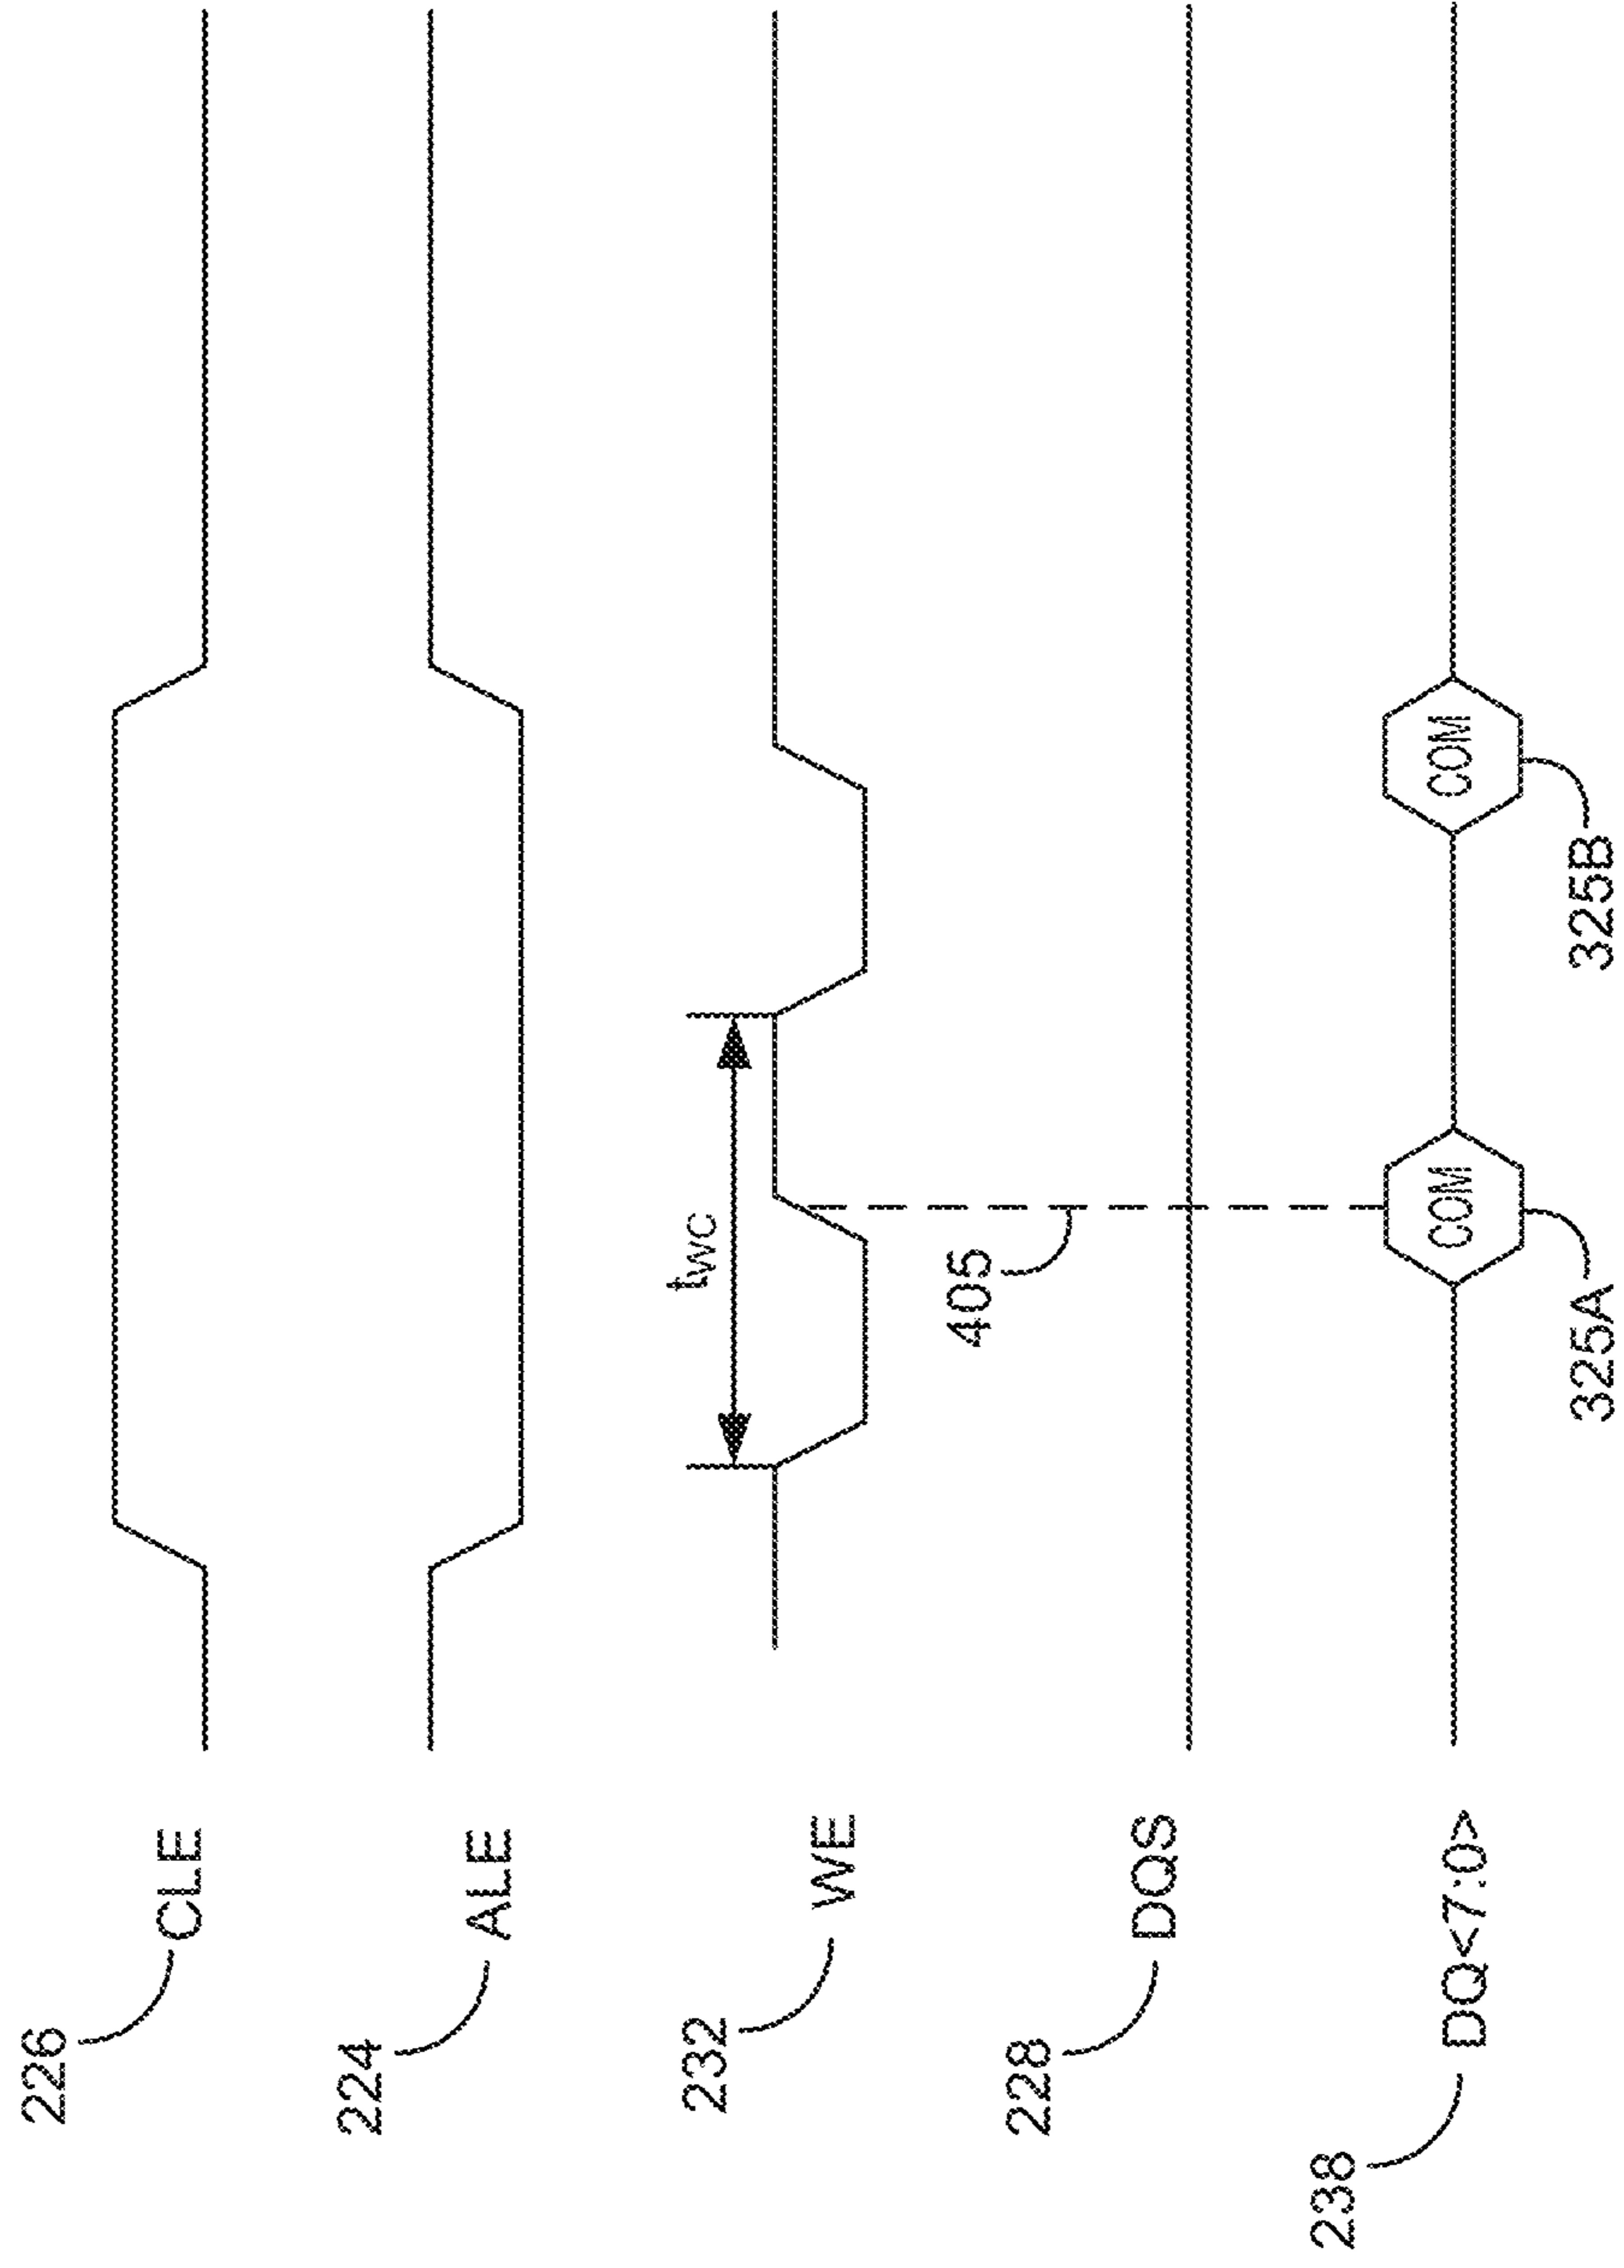 226 CLE
224 ALE
232 WE
tWC
405
228 DQS
238 DQ<7:0>
COM COM
325A 325B